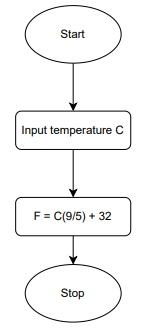 Start
Input temperature C
F = C(9/5) + 32
Stop